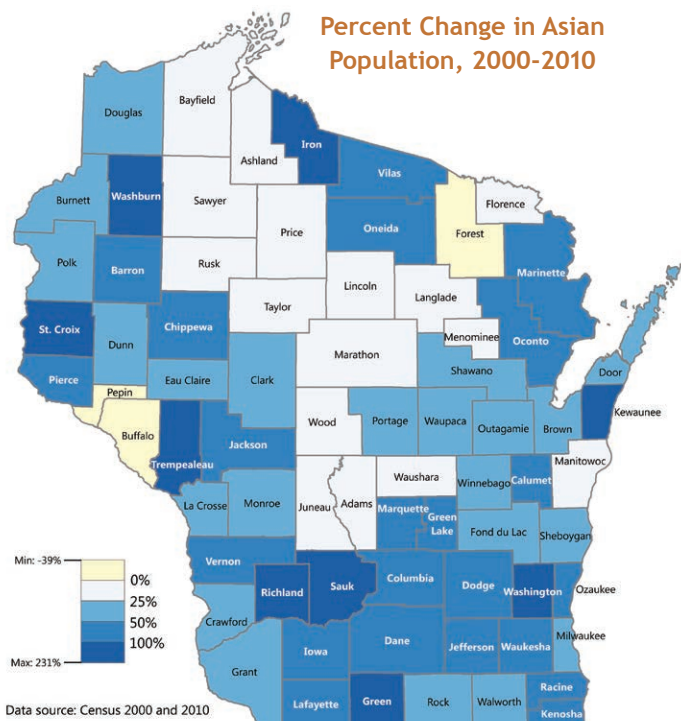 Percent Change in Asian
Population, 2000-2010
Bayfield
Douglas
Iron
Ashland
Vilas
Washburn
Burnett
Sawyer
Florence
Price
Oneida
Forest
Polk
Barron
Rusk
Marinette
Lincoln
Langlade
Taylor
St. Croix
Chippewa
Menominee
Oconto
Dunn
Marathon
Shawano
Door
Pierce
Eau Claire
Clark
Pepin
Kewaunee
Wood
Portage
Waupaca
Outagamie
Brown
Buffalo
Jackson
Trempealeau
Manitowoc
Waushara
Winnebago
Calumet
La Crosse
Monroe
Juneau
Adams
Marquette
Green
Lake
Fond du Lac
Sheboygan
Vernon
Min: -39%
0%
25%
50%
100%
Max: 231%
Richland
Sauk
Columbia
Dodge
Washington
Ozaukee
Crawford
Milwaukee
Iowa
Dane
Jefferson
Waukesha
Grant
Lafayette
Green
Rock
Walworth
Racine
Kenosha
Data source: Census 2000 and 2010